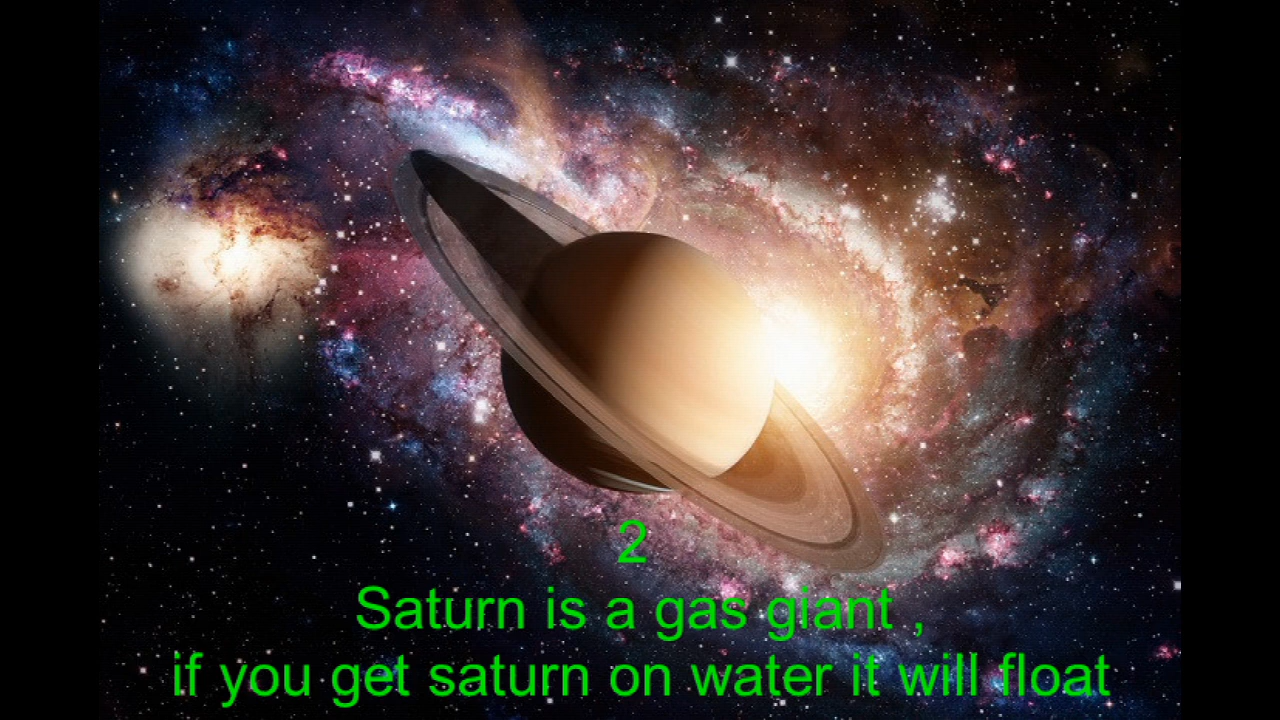 2
Saturn is a gas giant ,
if you get saturn on water it will float